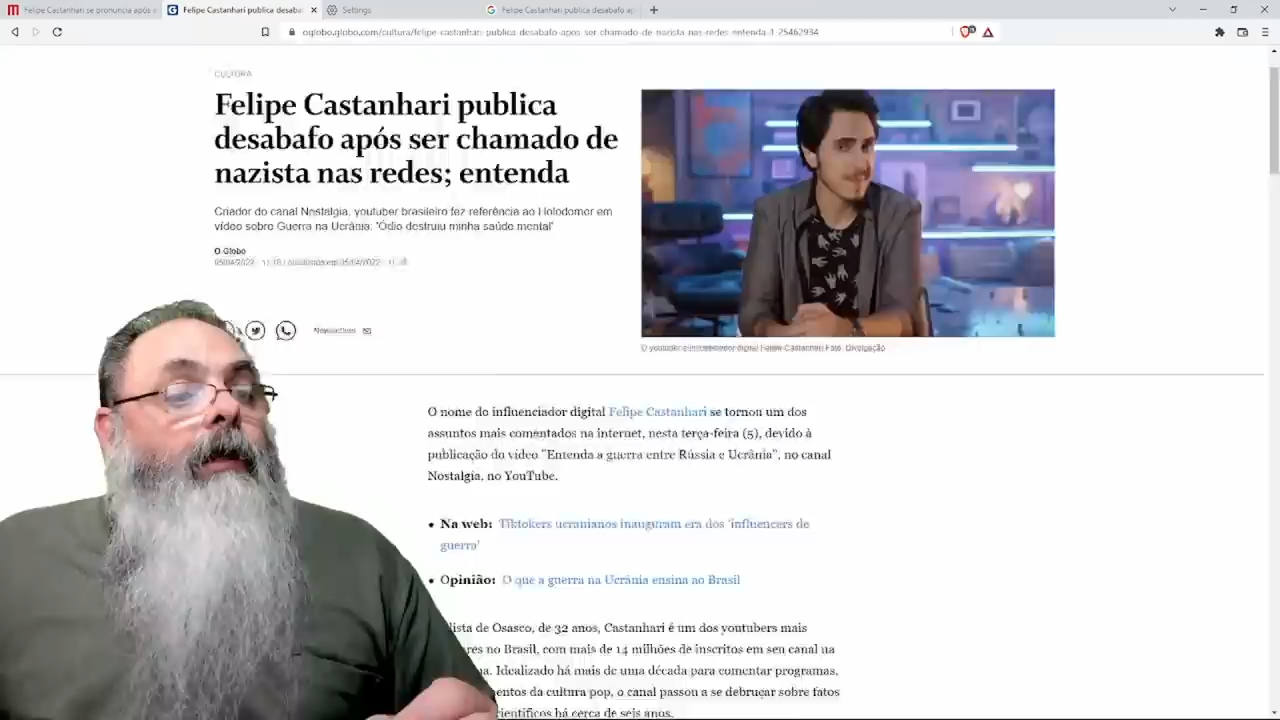 Felipe Castanhari se pronuncia após
Felipe Castanhari publica desaba
Settings
Felipe Castanhari publica desabafo ap
oglobo.globo.com/cultura/felipe-castanhari-publica-desabafo-apos-ser-chamado-de-nazista-nas-redes-entenda-1-25462934
CULTURA
Felipe Castanhari publica
desabafo após ser chamado de
nazista nas redes; entenda
Criador do canal Nostalgia, youtuber brasileiro fez referência ao Holodomor em
vídeo sobre Guerra na Ucrânia: 'Ódio destruiu minha saúde mental'
O Globo
05/04/2022
Newsletters
O youtuber e influenciador digital Felipe Castanhari Foto: Divulgação
O nome do influenciador digital Felipe Castanhari se tornou um dos
assuntos mais comentados na internet, nesta terça-feira (5), devido à
publicação do vídeo "Entenda a guerra entre Rússia e Ucrânia", no canal
Nostalgia, no YouTube.
• Na web: Tiktokers ucranianos inauguram era dos 'influencers de
guerra'
• Opinião: O que a guerra na Ucrânia ensina ao Brasil
lista de Osasco, de 32 anos, Castanhari é um dos youtubers mais
res no Brasil, com mais de 14 milhões de inscritos em seu canal na
ma. Idealizado há mais de uma década para comentar programas,
entos da cultura pop, o canal passou a se debruçar sobre fatos
científicos há cerca de seis anos.